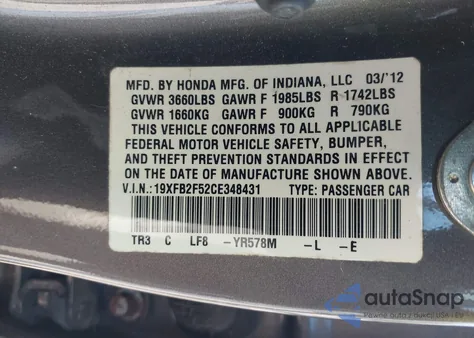 MFD. BY HONDA MFG. OF INDIANA, LLC 03/'12
GVWR 3660LBS GAWR F 1985LBS R 1742LBS
GVWR 1660KG GAWR F 900KG R 790KG
THIS VEHICLE CONFORMS TO ALL APPLICABLE
FEDERAL MOTOR VEHICLE SAFETY, BUMPER,
AND THEFT PREVENTION STANDARDS IN EFFECT
ON THE DATE OF MANUFACTURE SHOWN ABOVE.
V.I.N.: 19XFB2F52CE348431 TYPE: PASSENGER CAR
TR3 C LF8 -YR578M -L -E
autoSnap